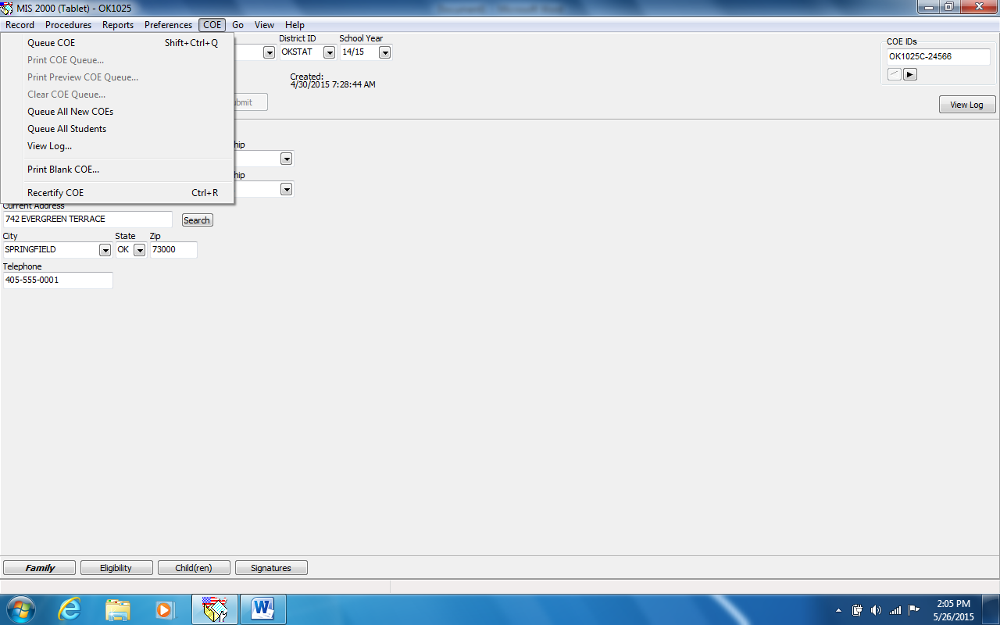 MIS 2000 (Tablet) - OK1025
Record Procedures Reports Preferences COE Go View Help
Queue COE Shift+Ctrl+Q
Print COE Queue...
Print Preview COE Queue...
Clear COE Queue...
Queue All New COEs
Queue All Students
View Log...
Print Blank COE...
Recertify COE Ctrl+R
District ID School Year
OKSTAT 14/15
Created:
4/30/2015 7:28:44 AM
COE IDs
OK1025C-24566
View Log
ubmit
hip
hip
Current Address
742 EVERGREEN TERRACE Search
City State Zip
SPRINGFIELD OK 73000
Telephone
405-555-0001
Family Eligibility Child(ren) Signatures
2:05 PM
5/26/2015